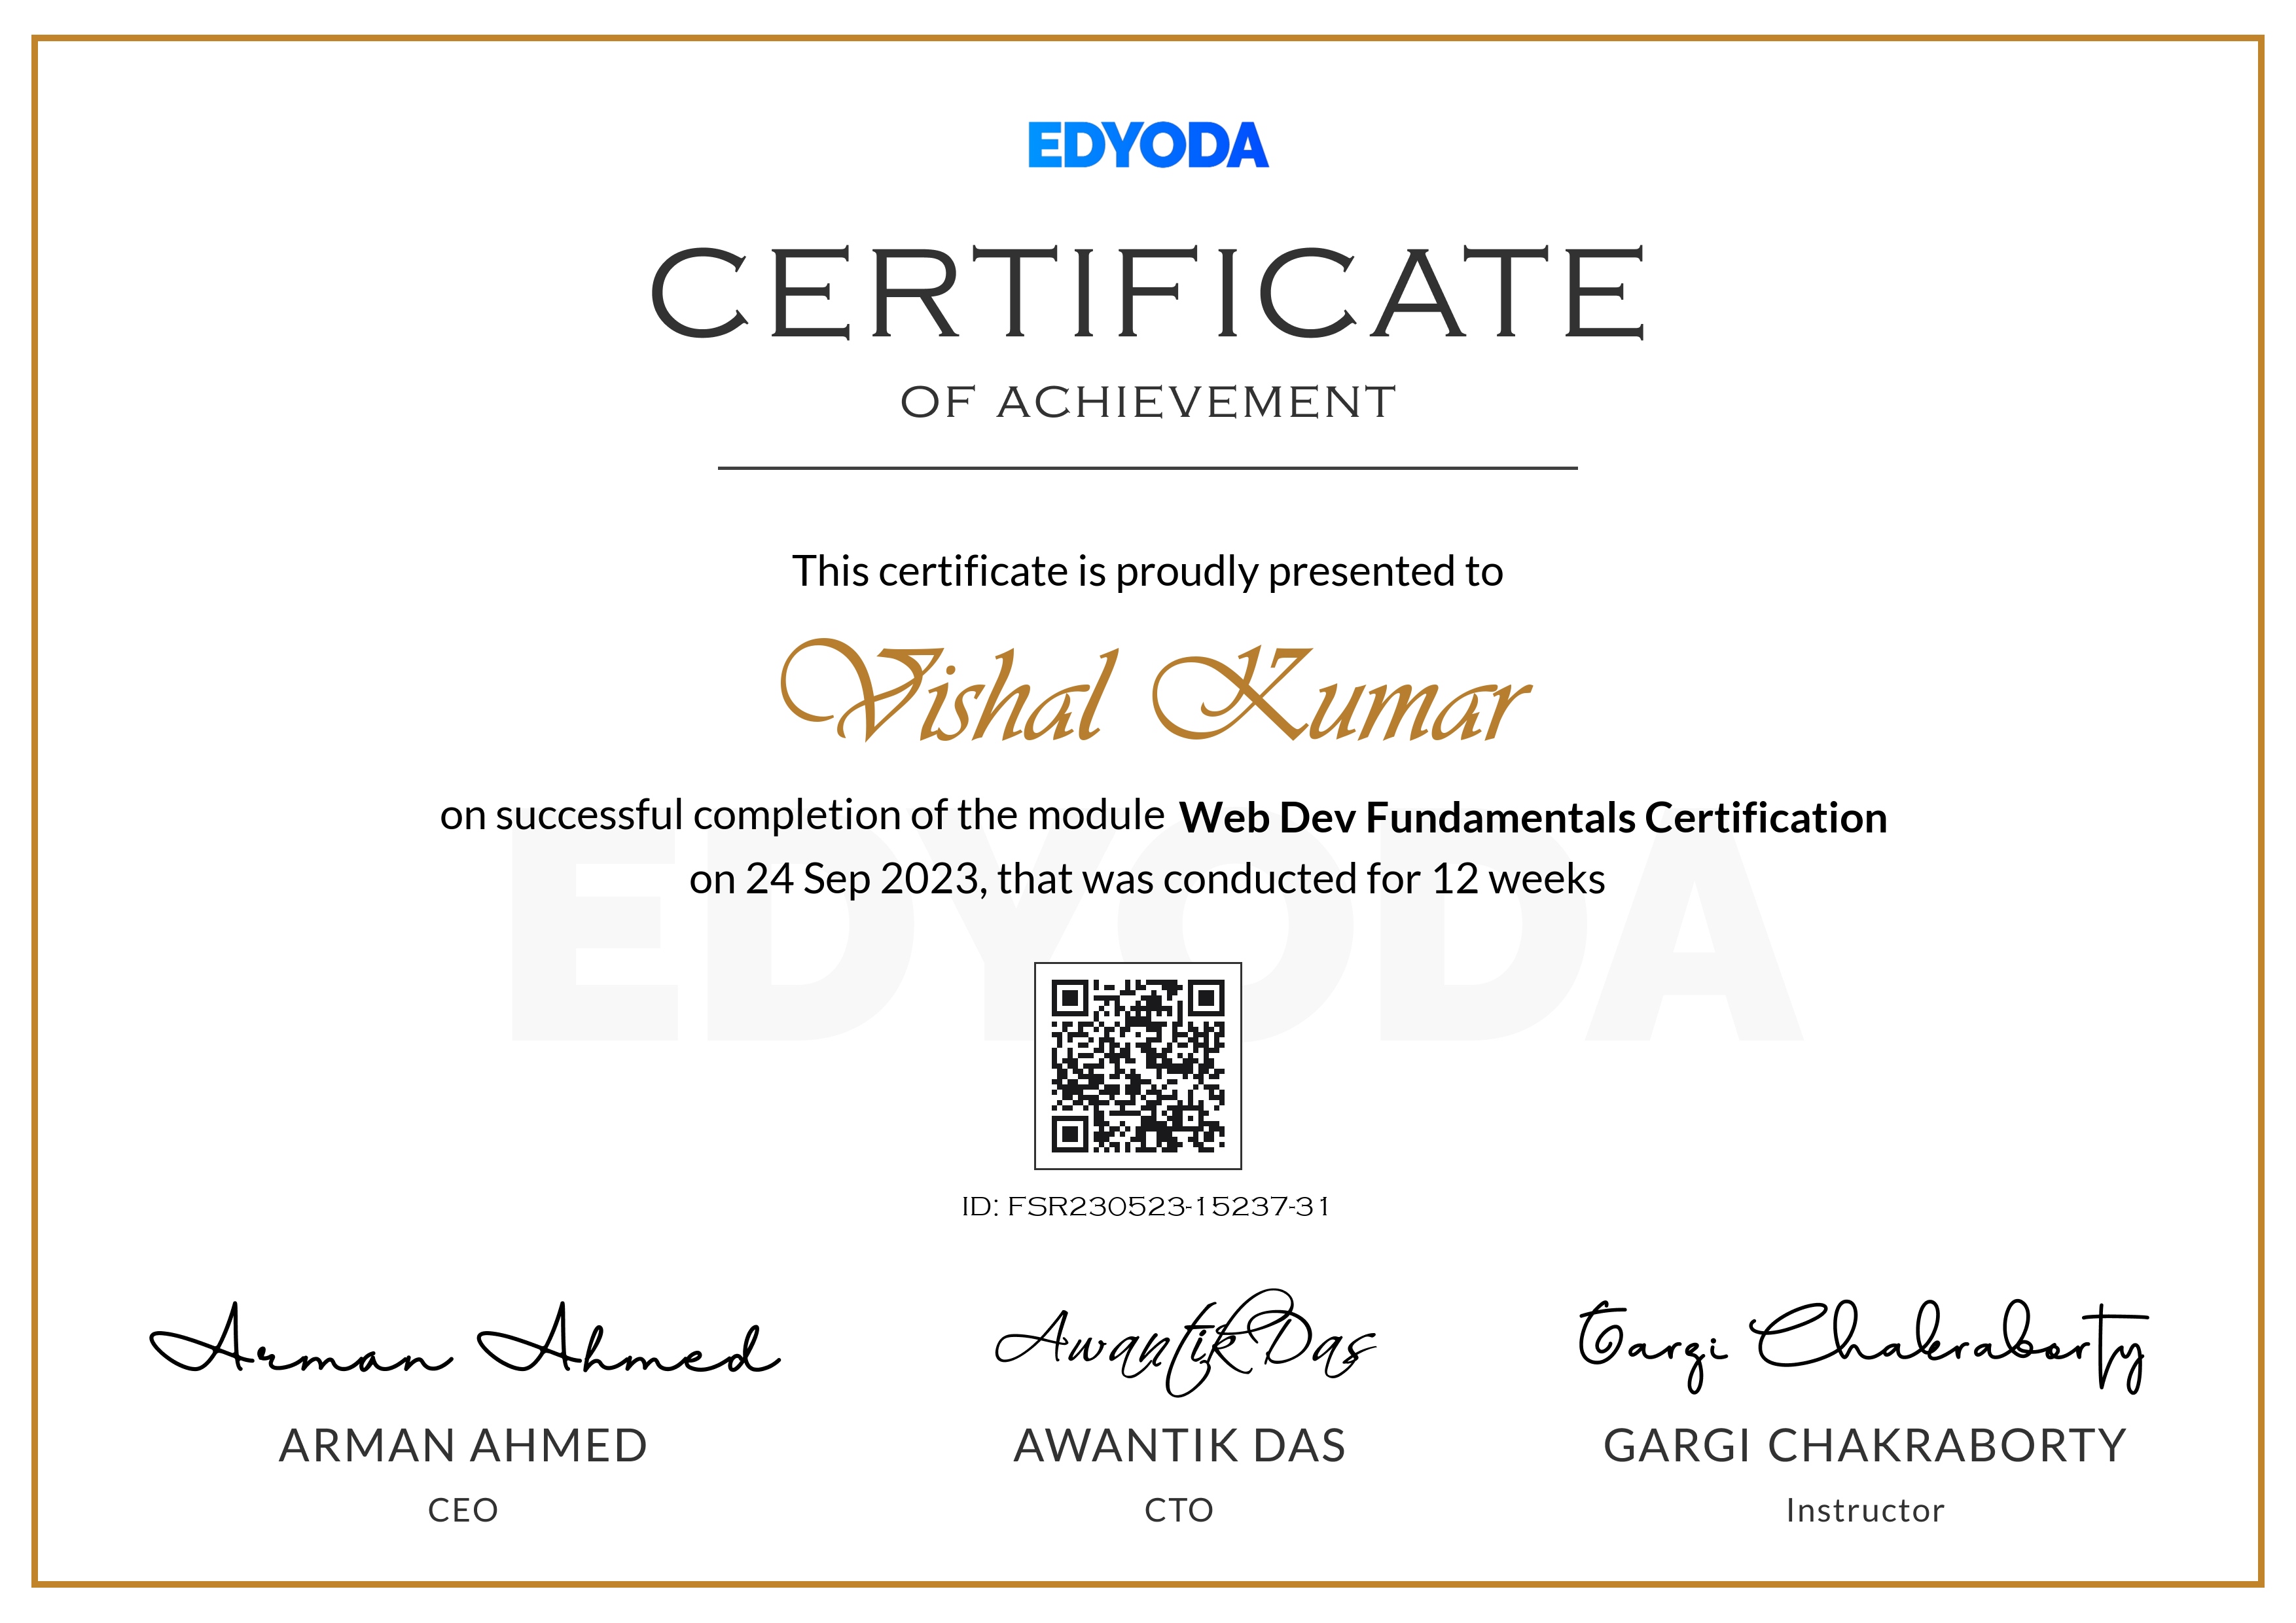 EDYODA
CERTIFICATE
OF ACHIEVEMENT
This certificate is proudly presented to
Vishal Kumar
on successful completion of the module Web Dev Fundamentals Certification
on 24 Sep 2023, that was conducted for 12 weeks
EDYODA
ID: FSR230523-15237-31
Arman Ahmed
Awantik Das
Gargi Chakraborty
ARMAN AHMED
AWANTIK DAS
GARGI CHAKRABORTY
CEO
CTO
Instructor